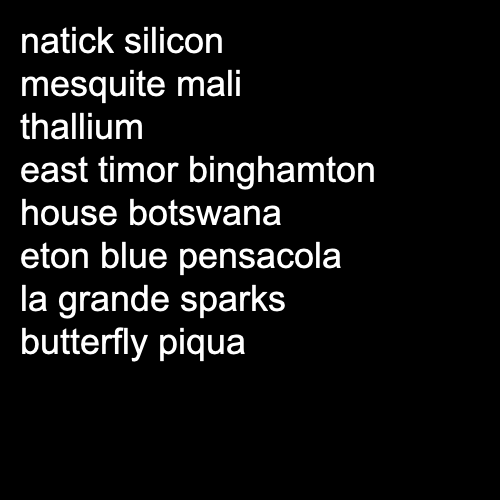 natick silicon
mesquite mali
thallium
east timor binghamton
house botswana
eton blue pensacola
la grande sparks
butterfly piqua